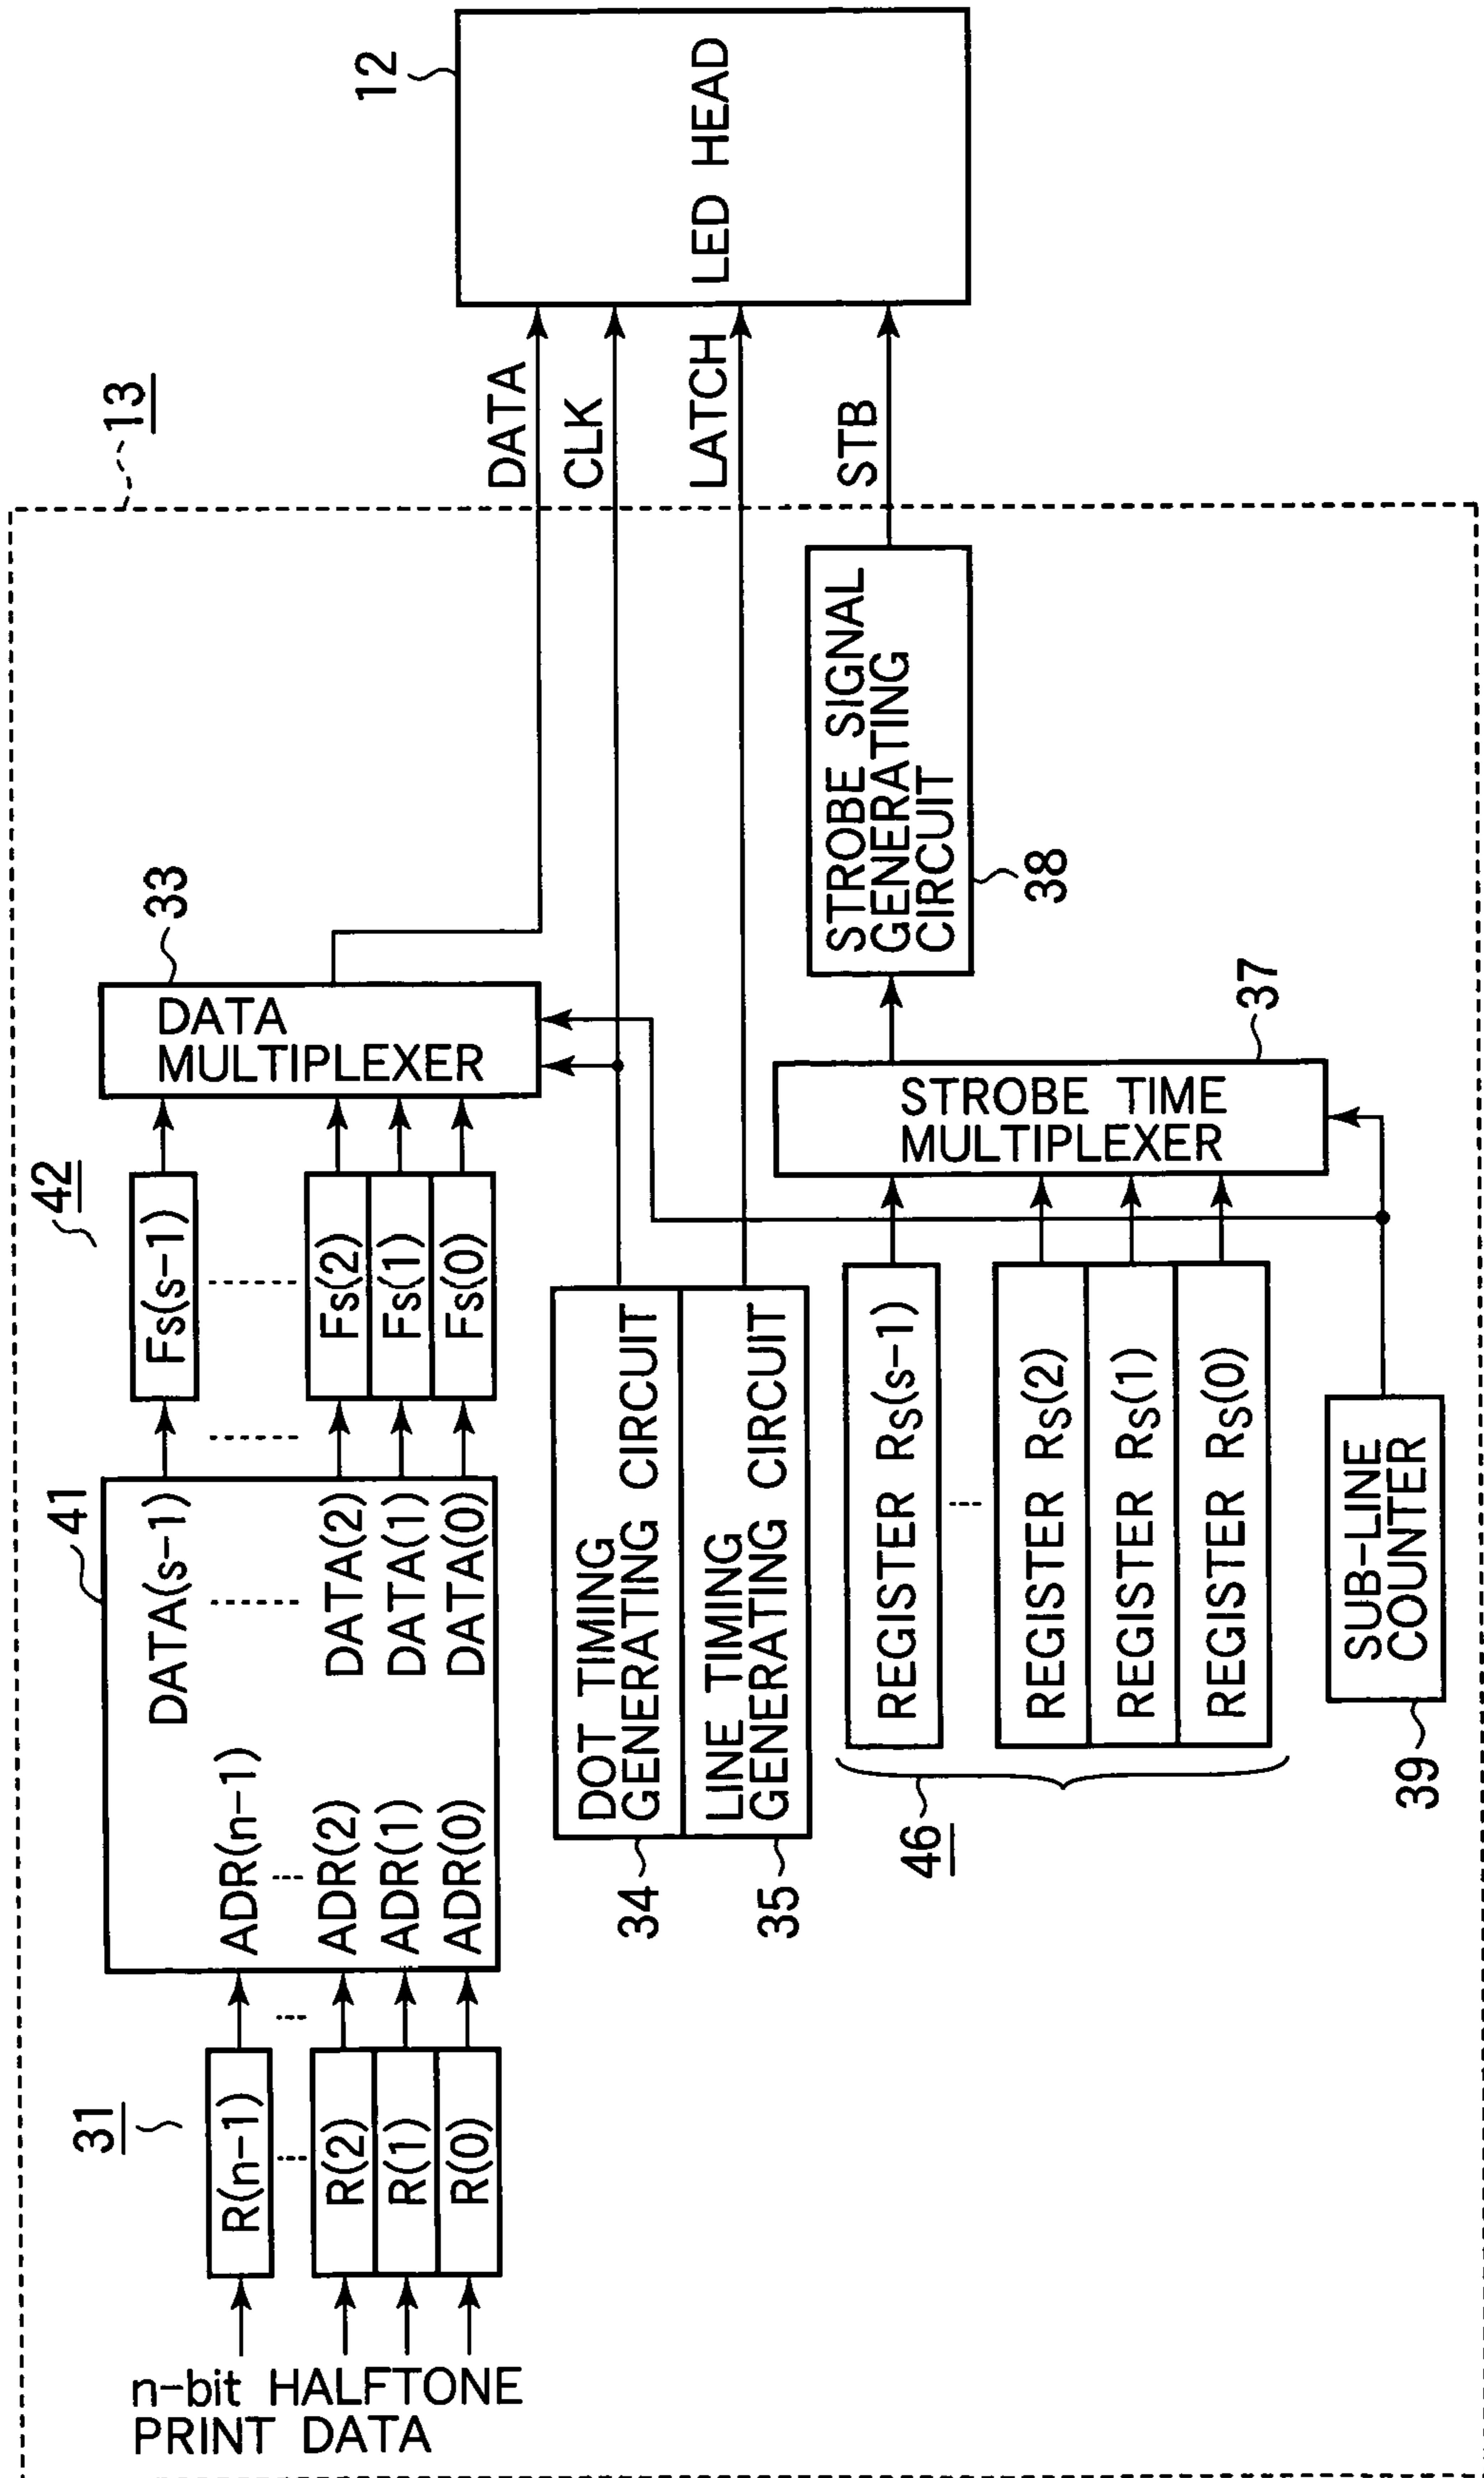 n-bit HALFTONE
PRINT DATA
31
R(n-1)
R(2)
R(1)
R(0)
41
ADR(n-1)
ADR(2)
ADR(1)
ADR(0)
DATA(s-1)
DATA(2)
DATA(1)
DATA(0)
42
Fs(s-1)
Fs(2)
Fs(1)
Fs(0)
33
DATA
MULTIPLEXER
13
DATA
CLK
LATCH
STB
12
LED HEAD
34
DOT TIMING
GENERATING CIRCUIT
35
LINE TIMING
GENERATING CIRCUIT
46
REGISTER RS(s-1)
REGISTER RS(2)
REGISTER RS(1)
REGISTER RS(0)
STROBE TIME
MULTIPLEXER
37
STROBE SIGNAL
GENERATING
CIRCUIT
38
SUB-LINE
COUNTER
39